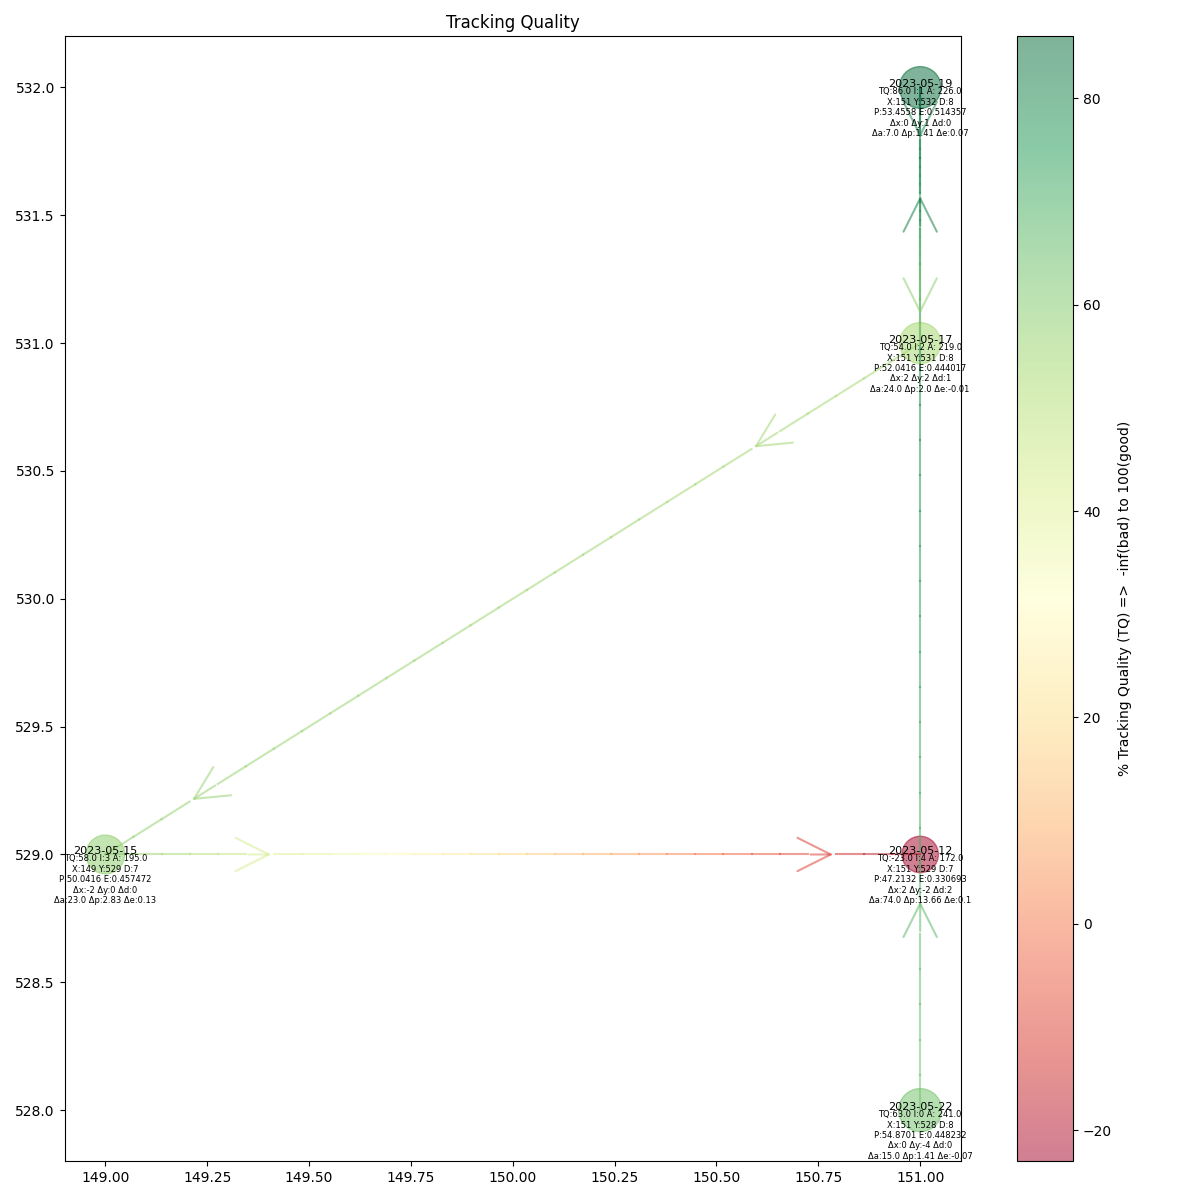 Tracking Quality
532.0
531.5
531.0
530.5
530.0
529.5
529.0
528.5
528.0
149.00
149.25
149.50
149.75
150.00
150.25
150.50
150.75
151.00
2023-05-19
TQ:86.0 I:1 A: 226.0
X:151 Y:532 D:8
P:53.4558 E:0.514357
Δx:0 Δy:1 Δd:0
Δa:7.0 Δp:1.41 Δe:0.07
2023-05-17
TQ:54.0 I:2 A: 219.0
X:151 Y:531 D:8
P:52.0416 E:0.444017
Δx:2 Δy:2 Δd:1
Δa:24.0 Δp:2.0 Δe:-0.01
2023-05-15
TQ:58.0 I:3 A: 195.0
X:149 Y:529 D:7
P:50.0416 E:0.457472
Δx:-2 Δy:0 Δd:0
Δa:23.0 Δp:2.83 Δe:0.13
2023-05-12
TQ:-23.0 I:4 A: 172.0
X:151 Y:529 D:7
P:47.2132 E:0.330693
Δx:2 Δy:-2 Δd:2
Δa:74.0 Δp:13.66 Δe:0.1
2023-05-22
TQ:63.0 I:0 A: 241.0
X:151 Y:528 D:8
P:54.8701 E:0.448232
Δx:0 Δy:-4 Δd:0
Δa:15.0 Δp:1.41 Δe:-0.07
80
60
40
20
0
−20
% Tracking Quality (TQ) => -inf(bad) to 100(good)